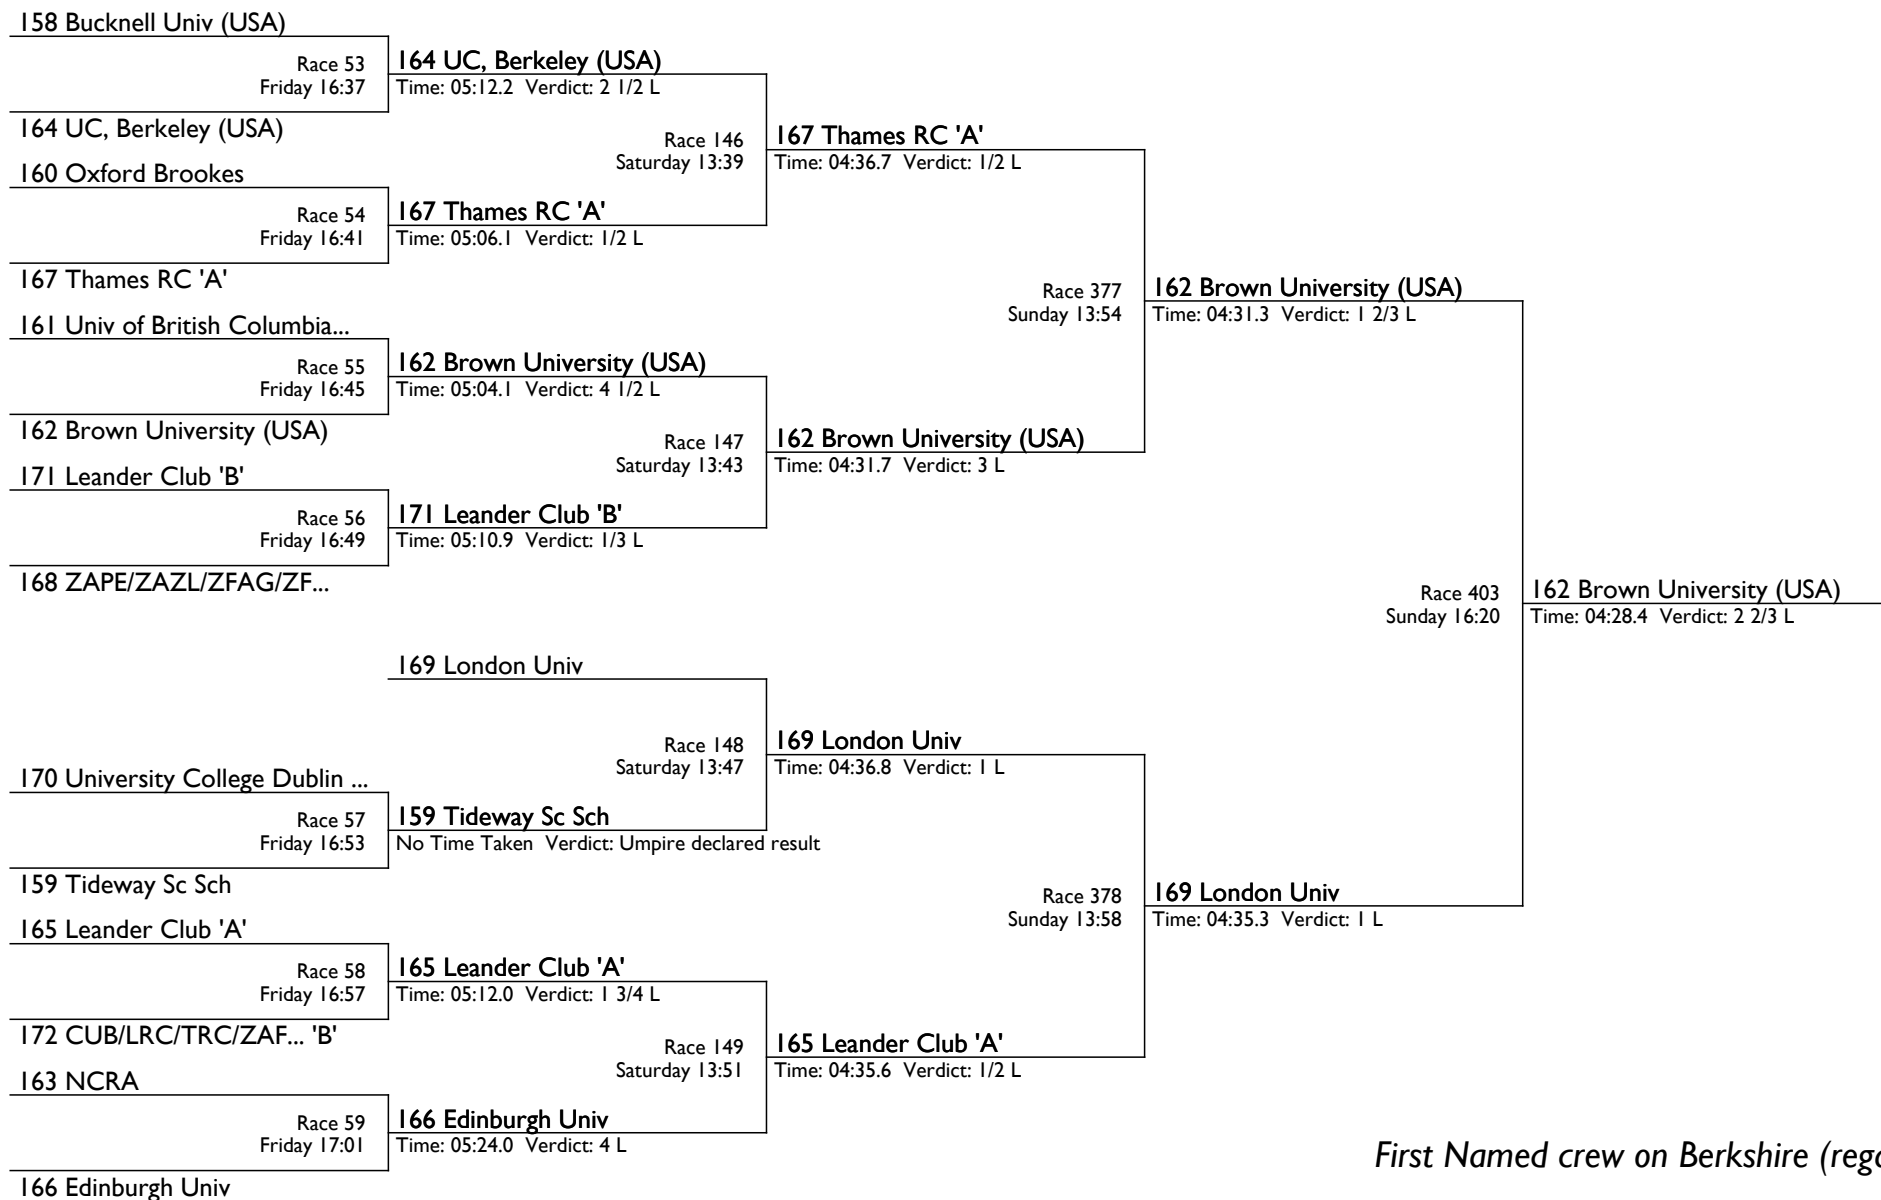 158 Bucknell Univ (USA)
Race 53
Friday 16:37
164 UC, Berkeley (USA)
Time: 05:12.2 Verdict: 2 1/2 L
164 UC, Berkeley (USA)
Race 146
Saturday 13:39
167 Thames RC 'A'
Time: 04:36.7 Verdict: 1/2 L
160 Oxford Brookes
Race 54
Friday 16:41
167 Thames RC 'A'
Time: 05:06.1 Verdict: 1/2 L
167 Thames RC 'A'
Race 377
Sunday 13:54
162 Brown University (USA)
Time: 04:31.3 Verdict: 1 2/3 L
161 Univ of British Columbia...
Race 55
Friday 16:45
162 Brown University (USA)
Time: 05:04.1 Verdict: 4 1/2 L
162 Brown University (USA)
Race 147
Saturday 13:43
162 Brown University (USA)
Time: 04:31.7 Verdict: 3 L
171 Leander Club 'B'
Race 56
Friday 16:49
171 Leander Club 'B'
Time: 05:10.9 Verdict: 1/3 L
168 ZAPE/ZAZL/ZFAG/ZF...
Race 403
Sunday 16:20
162 Brown University (USA)
Time: 04:28.4 Verdict: 2 2/3 L
169 London Univ
Race 148
Saturday 13:47
169 London Univ
Time: 04:36.8 Verdict: 1 L
170 University College Dublin ...
Race 57
Friday 16:53
159 Tideway Sc Sch
No Time Taken Verdict: Umpire declared result
159 Tideway Sc Sch
Race 378
Sunday 13:58
169 London Univ
Time: 04:35.3 Verdict: 1 L
165 Leander Club 'A'
Race 58
Friday 16:57
165 Leander Club 'A'
Time: 05:12.0 Verdict: 1 3/4 L
172 CUB/LRC/TRC/ZAF... 'B'
Race 149
Saturday 13:51
165 Leander Club 'A'
Time: 04:35.6 Verdict: 1/2 L
163 NCRA
Race 59
Friday 17:01
166 Edinburgh Univ
Time: 05:24.0 Verdict: 4 L
166 Edinburgh Univ
First Named crew on Berkshire